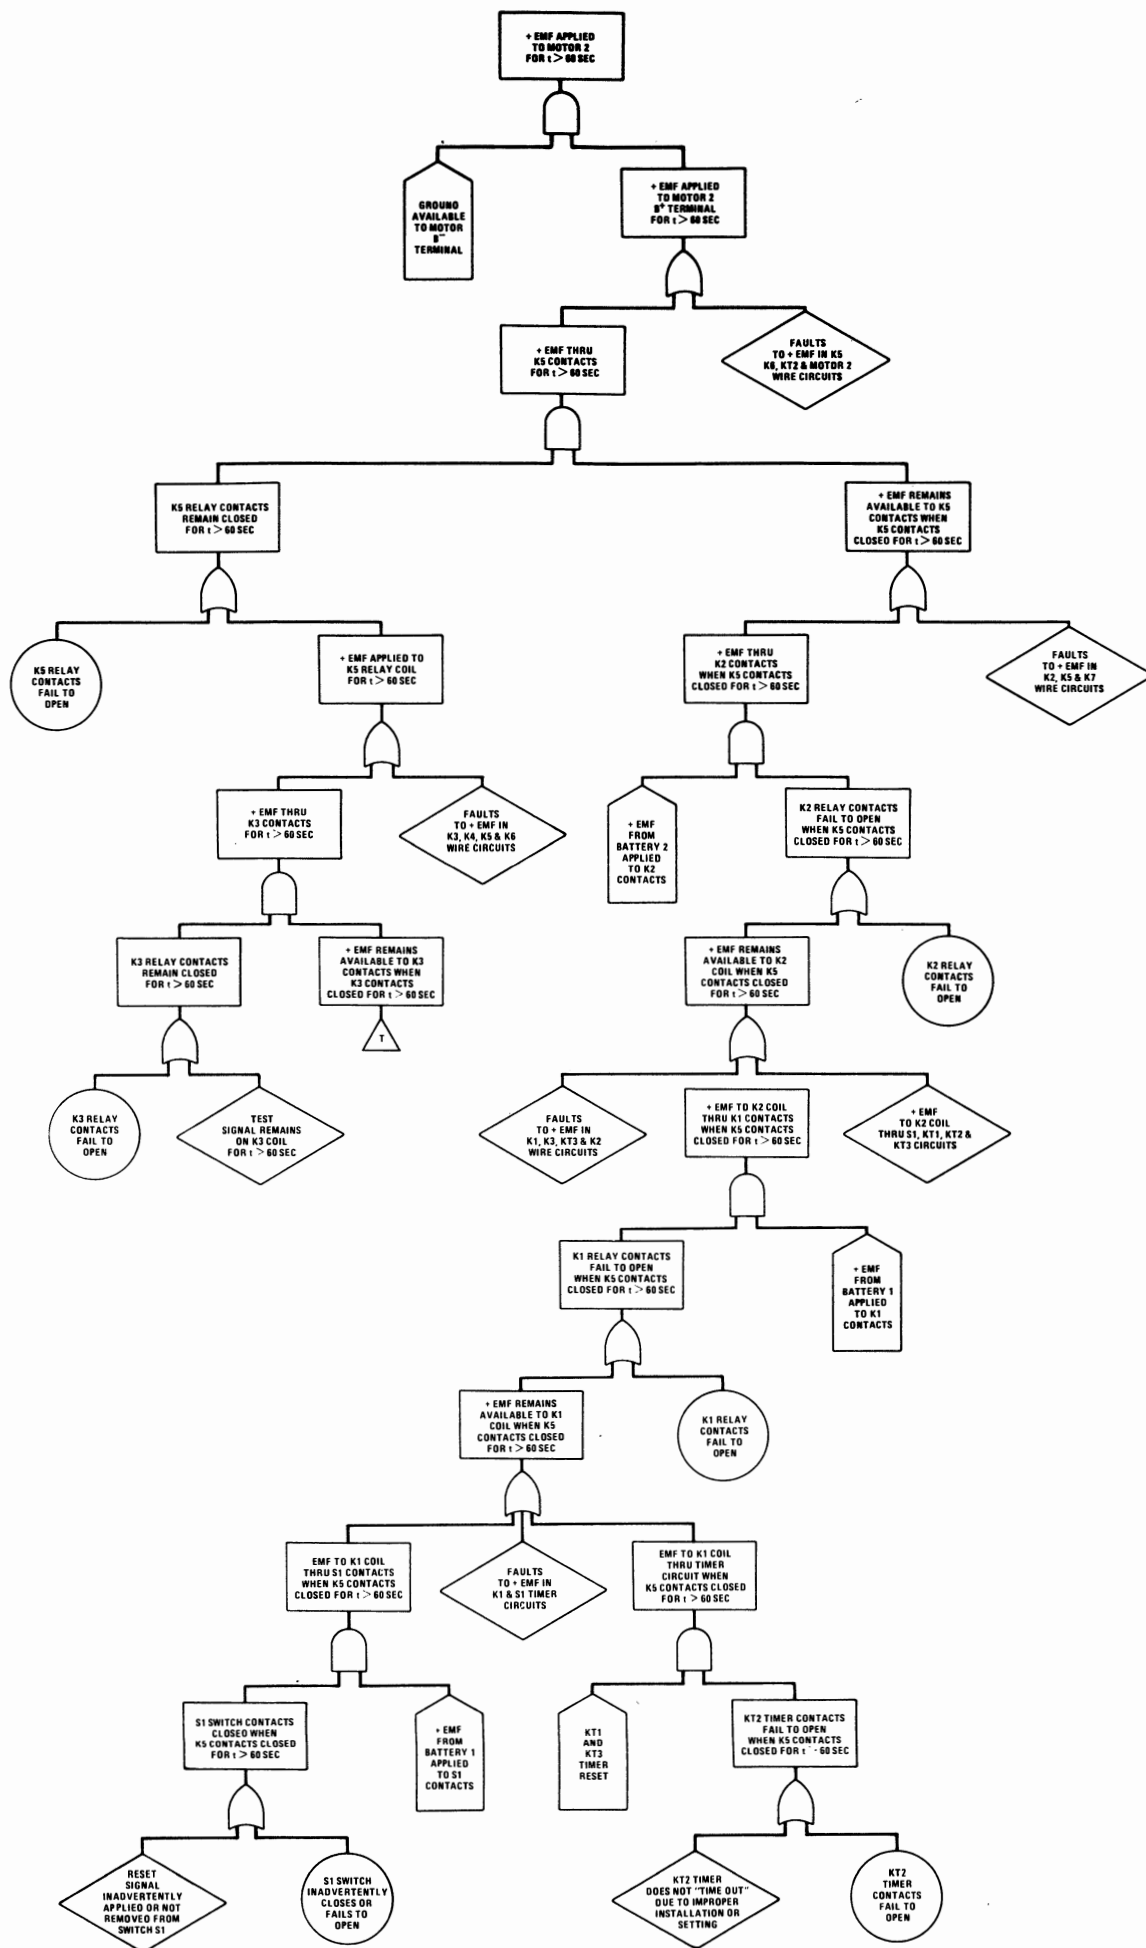 + EMF APPLIED
TO MOTOR 2
FOR t > 60 SEC
GROUND
AVAILABLE
TO MOTOR
B−
TERMINAL
+ EMF APPLIED
TO MOTOR 2
B+ TERMINAL
FOR t > 60 SEC
+ EMF THRU
K5 CONTACTS
FOR t > 60 SEC
FAULTS
TO + EMF IN K5
K6, KT2 & MOTOR 2
WIRE CIRCUITS
K5 RELAY CONTACTS
REMAIN CLOSED
FOR t > 60 SEC
+ EMF REMAINS
AVAILABLE TO K5
CONTACTS WHEN
K5 CONTACTS
CLOSED FOR t > 60 SEC
K5 RELAY
CONTACTS
FAIL TO
OPEN
+ EMF APPLIED TO
K5 RELAY COIL
FOR t > 60 SEC
+ EMF THRU
K2 CONTACTS
WHEN K5 CONTACTS
CLOSED FOR t > 60 SEC
FAULTS
TO + EMF IN
K2, K5 & K7
WIRE CIRCUITS
+ EMF THRU
K3 CONTACTS
FOR t > 60 SEC
FAULTS
TO + EMF IN
K3, K4, K5 & K6
WIRE CIRCUITS
+ EMF
FROM
BATTERY 2
APPLIED
TO K2
CONTACTS
K2 RELAY CONTACTS
FAIL TO OPEN
WHEN K5 CONTACTS
CLOSED FOR t > 60 SEC
K3 RELAY CONTACTS
REMAIN CLOSED
FOR t > 60 SEC
+ EMF REMAINS
AVAILABLE TO K3
CONTACTS WHEN
K3 CONTACTS
CLOSED FOR t > 60 SEC
T
+ EMF REMAINS
AVAILABLE TO K2
COIL WHEN K5
CONTACTS CLOSED
FOR t > 60 SEC
K2 RELAY
CONTACTS
FAIL TO
OPEN
K3 RELAY
CONTACTS
FAIL TO
OPEN
TEST
SIGNAL REMAINS
ON K3 COIL
FOR t > 60 SEC
FAULTS
TO + EMF IN
K1, K3, KT3 & K2
WIRE CIRCUITS
+ EMF TO K2 COIL
THRU K1 CONTACTS
WHEN K5 CONTACTS
CLOSED FOR t > 60 SEC
+ EMF
TO K2 COIL
THRU S1, KT1, KT2 &
KT3 CIRCUITS
K1 RELAY CONTACTS
FAIL TO OPEN
WHEN K5 CONTACTS
CLOSED FOR t > 60 SEC
+ EMF
FROM
BATTERY 1
APPLIED
TO K1
CONTACTS
+ EMF REMAINS
AVAILABLE TO K1
COIL WHEN K5
CONTACTS CLOSED
FOR t > 60 SEC
K1 RELAY
CONTACTS
FAIL TO
OPEN
EMF TO K1 COIL
THRU S1 CONTACTS
WHEN K5 CONTACTS
CLOSED FOR t > 60 SEC
FAULTS
TO + EMF IN
K1 & S1 TIMER
CIRCUITS
EMF TO K1 COIL
THRU TIMER
CIRCUIT WHEN
K5 CONTACTS CLOSED
FOR t > 60 SEC
S1 SWITCH CONTACTS
CLOSED WHEN
K5 CONTACTS CLOSED
FOR t > 60 SEC
+ EMF
FROM
BATTERY 1
APPLIED
TO S1
CONTACTS
KT1
AND
KT3
TIMER
RESET
KT2 TIMER CONTACTS
FAIL TO OPEN
WHEN K5 CONTACTS
CLOSED FOR t 60 SEC
RESET
SIGNAL
INADVERTENTLY
APPLIED OR NOT
REMOVED FROM
SWITCH S1
S1 SWITCH
INADVERTENTLY
CLOSES OR
FAILS TO
OPEN
KT2 TIMER
DOES NOT "TIME OUT"
DUE TO IMPROPER
INSTALLATION OR
SETTING
KT2
TIMER
CONTACTS
FAIL TO
OPEN